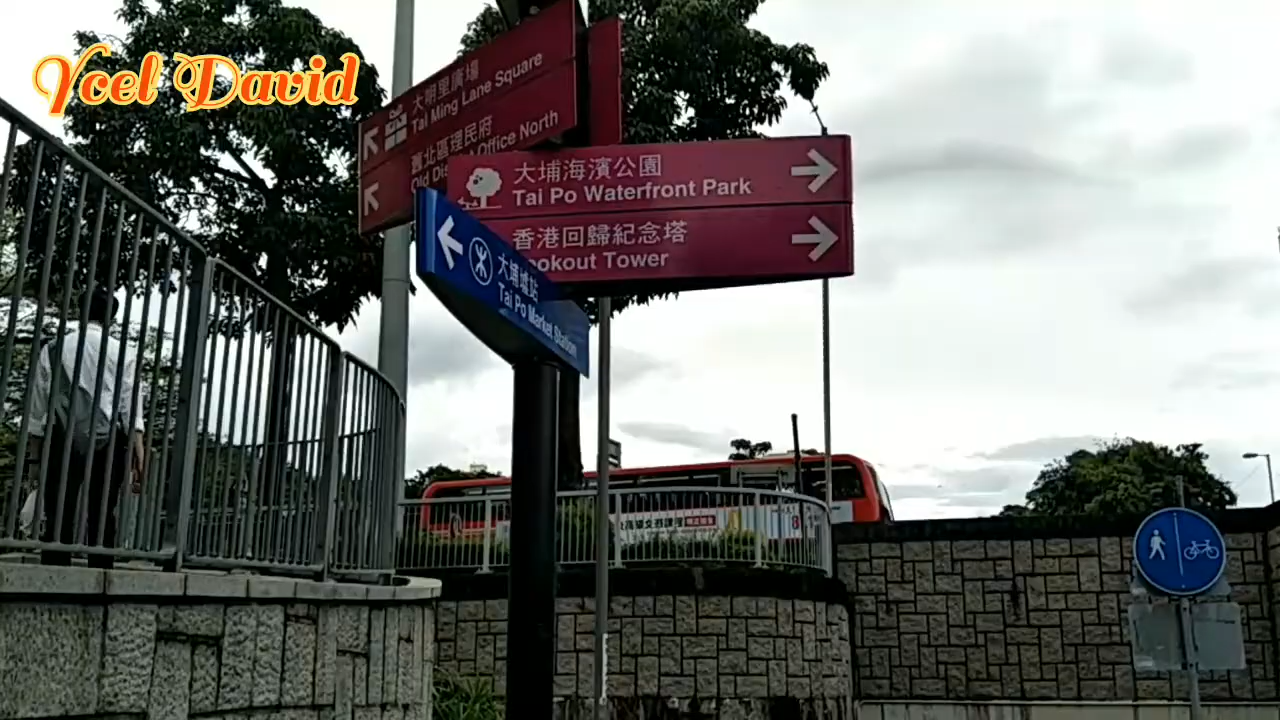 Yoel David
大明里廣場
Tai Ming Lane Square
舊北區理民府
Old Dis Office North
大埔海濱公園
Tai Po Waterfront Park
香港回歸紀念塔
ookout Tower
大埔墟站
Tai Po Market Station